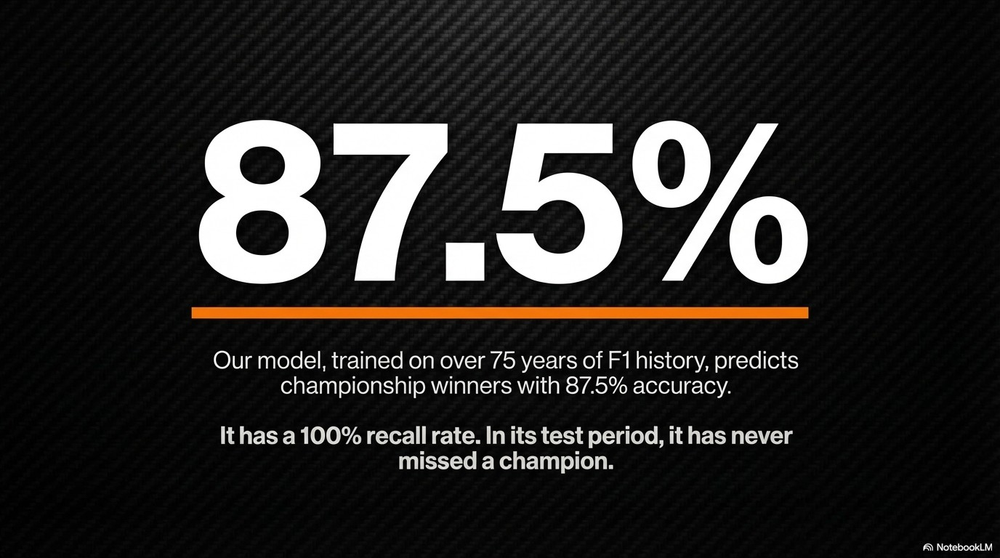 87.5%
Our model, trained on over 75 years of F1 history, predicts
championship winners with 87.5% accuracy.
It has a 100% recall rate. In its test period, it has never
missed a champion.
NotebookLM